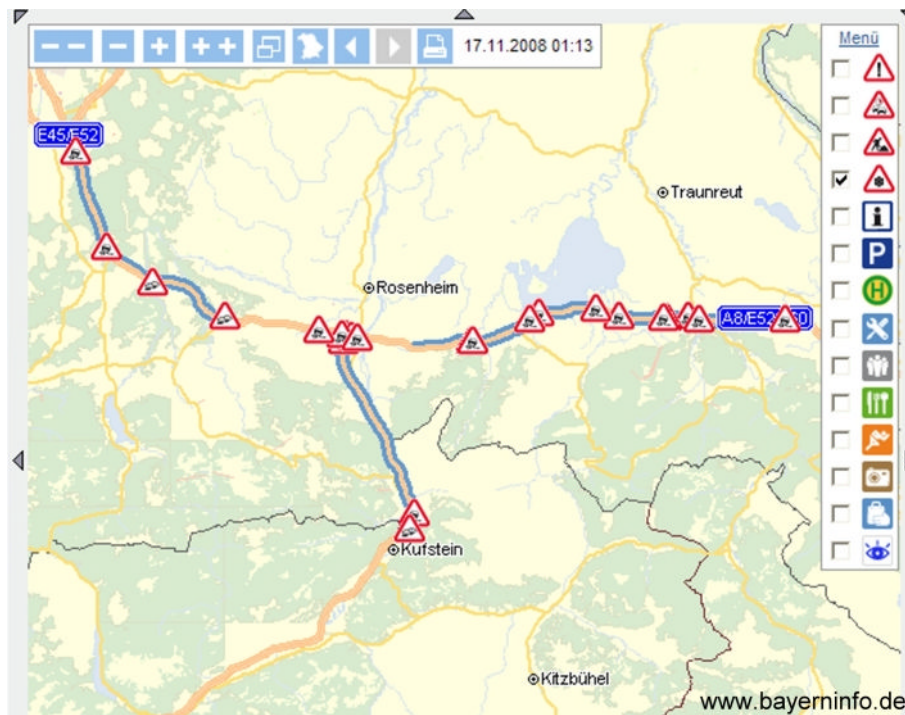 17.11.2008 01:13
Menü
E45/E52
Traunreut
Rosenheim
A8/E52
Kufstein
Kitzbühel
www.bayerninfo.de